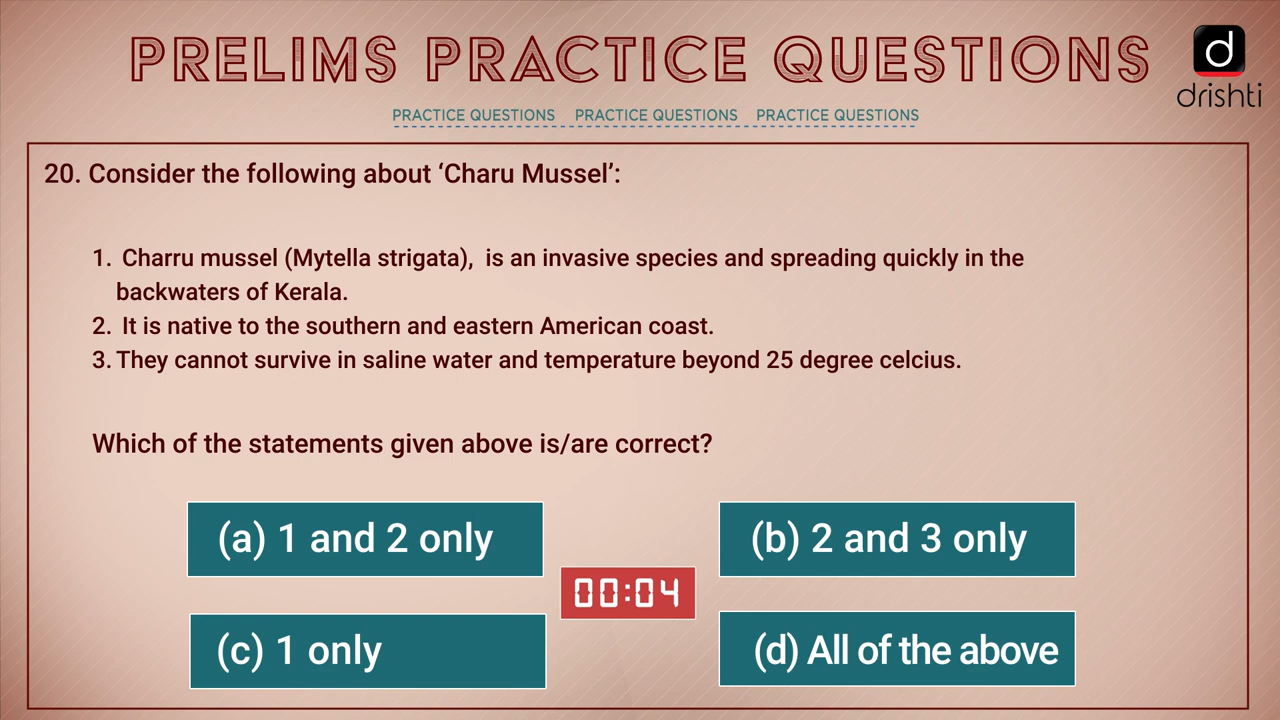 PRELIMS PRACTICE QUESTIONS
d
drishti
PRACTICE QUESTIONS PRACTICE QUESTIONS PRACTICE QUESTIONS
20. Consider the following about ‘Charu Mussel’:
1. Charru mussel (Mytella strigata), is an invasive species and spreading quickly in the
backwaters of Kerala.
2. It is native to the southern and eastern American coast.
3. They cannot survive in saline water and temperature beyond 25 degree celcius.
Which of the statements given above is/are correct?
(a) 1 and 2 only
(b) 2 and 3 only
00:04
(c) 1 only
(d) All of the above